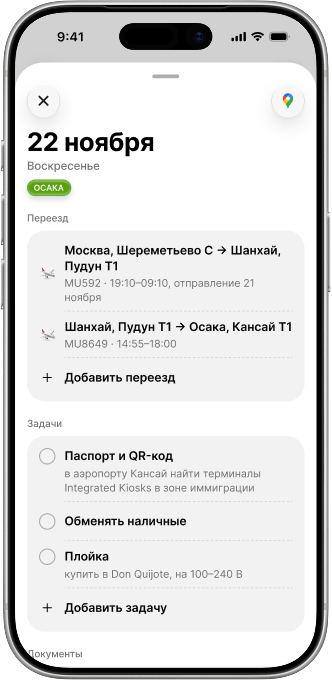 9:41
22 ноября
Воскресенье
ОСАКА
Переезд
Москва, Шереметьево C → Шанхай,
Пудун T1
MU592 · 19:10–09:10, отправление 21
ноября
Шанхай, Пудун T1 → Осака, Кансай T1
MU8649 · 14:55–18:00
+ Добавить переезд
Задачи
Паспорт и QR-код
в аэропорту Кансай найти терминалы
Integrated Kiosks в зоне иммиграции
Обменять наличные
Плойка
купить в Don Quijote, на 100–240 В
+ Добавить задачу
Документы